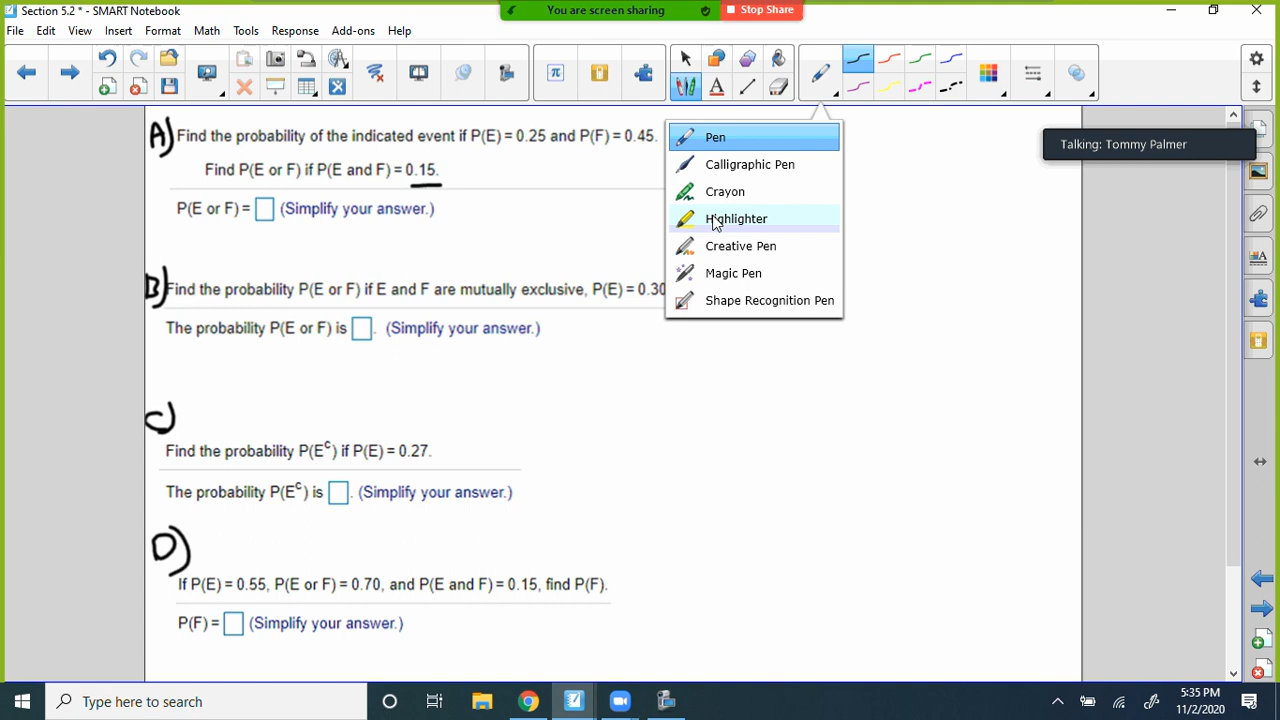 Section 5.2 * - SMART Notebook
You are screen sharing
Stop Share
File Edit View Insert Format Math Tools Response Add-ons Help
π
A
A) Find the probability of the indicated event if P(E) = 0.25 and P(F) = 0.45.
Find P(E or F) if P(E and F) = 0.15.
P(E or F) = (Simplify your answer.)
Pen
Calligraphic Pen
Crayon
Highlighter
Creative Pen
Magic Pen
Shape Recognition Pen
Talking: Tommy Palmer
B) Find the probability P(E or F) if E and F are mutually exclusive, P(E) = 0.30
The probability P(E or F) is . (Simplify your answer.)
C)
Find the probability P(Eᶜ) if P(E) = 0.27.
The probability P(Eᶜ) is . (Simplify your answer.)
D)
If P(E) = 0.55, P(E or F) = 0.70, and P(E and F) = 0.15, find P(F).
P(F) = (Simplify your answer.)
Type here to search
5:35 PM
11/2/2020